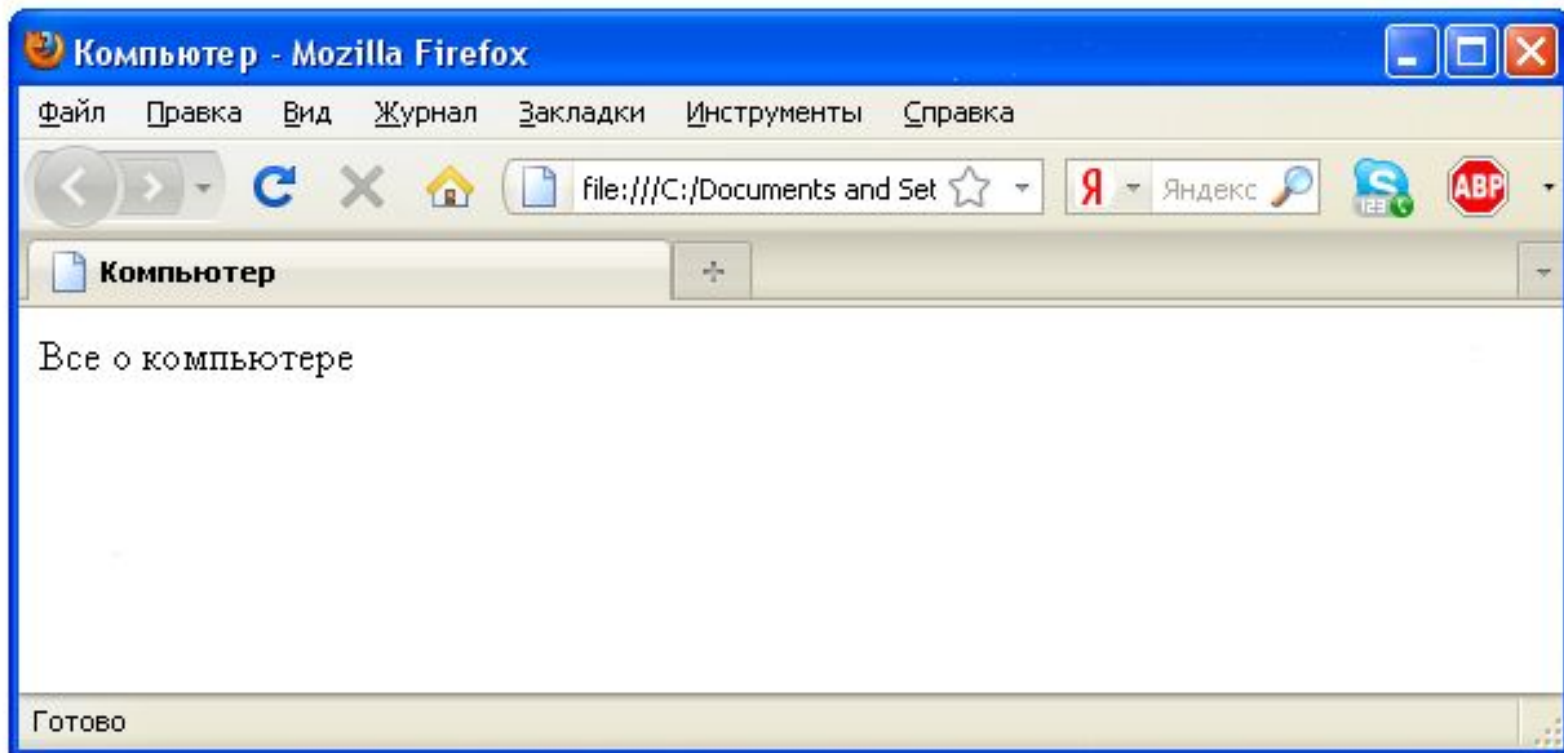 Компьютер - Mozilla Firefox
Файл Правка Вид Журнал Закладки Инструменты Справка
file:///C:/Documents and Set Я Яндекс S 123 ABP
Компьютер
Все о компьютере
Готово